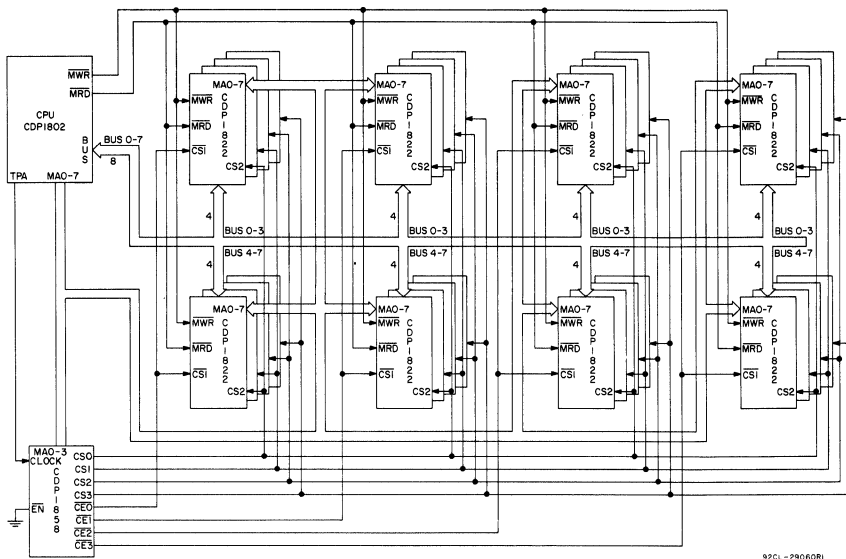 CPU
CDP1802
MWR
MRD
BUS
BUS 0-7
8
TPA
MA0-7
MA0-7
MWR
MRD
CS1
CDP1822
CS2
MA0-7
MWR
MRD
CS1
CDP1822
CS2
MA0-7
MWR
MRD
CS1
CDP1822
CS2
MA0-7
MWR
MRD
CS1
CDP1822
CS2
4
BUS 0-3
4
BUS 0-3
4
BUS 0-3
4
BUS 0-3
4
BUS 4-7
4
BUS 4-7
4
BUS 4-7
4
BUS 4-7
MA0-7
MWR
MRD
CS1
CDP1822
CS2
MA0-7
MWR
MRD
CS1
CDP1822
CS2
MA0-7
MWR
MRD
CS1
CDP1822
CS2
MA0-7
MWR
MRD
CS1
CDP1822
CS2
MA0-3
CLOCK
CDP1858
EN
CS0
CS1
CS2
CS3
CE0
CE1
CE2
CE3
92CL-29060R1